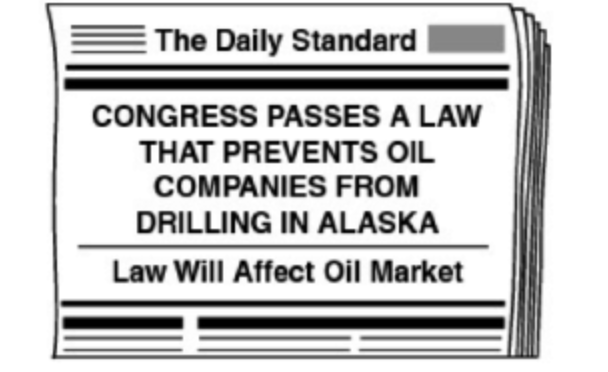 The Daily Standard
CONGRESS PASSES A LAW
THAT PREVENTS OIL
COMPANIES FROM
DRILLING IN ALASKA
Law Will Affect Oil Market